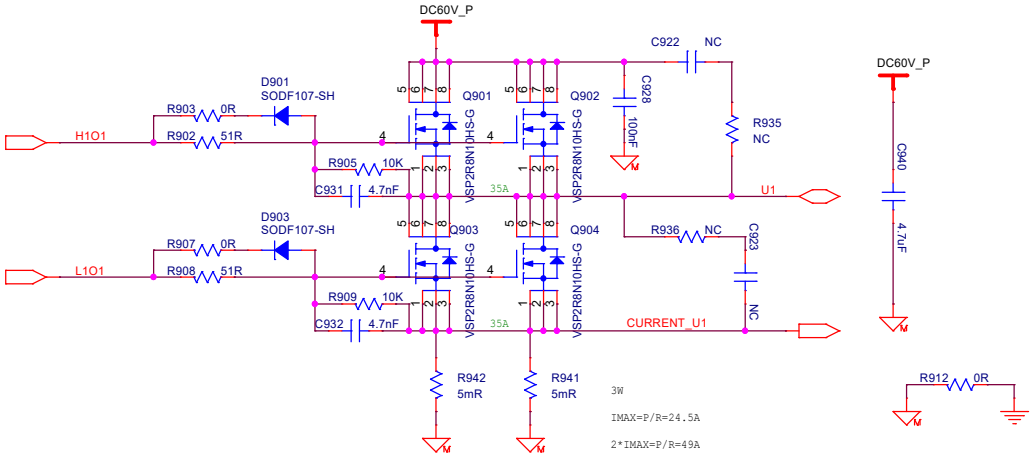 DC60V_P
C922 NC
DC60V_P
D901
SODF107-SH
R903 0R
5 6 7 8
Q901
5 6 7 8
Q902
C928
100nF
R935
NC
H1O1
R902 51R
4
4
VSP2R8N10HS-G
VSP2R8N10HS-G
C940
4.7uF
R905 10K
1 2 3
1 2 3
M
C931 4.7nF
35A
U1
D903
SODF107-SH
R907 0R
5 6 7 8
Q903
5 6 7 8
Q904
R936 NC
C923
NC
L1O1
R908 51R
4
4
VSP2R8N10HS-G
VSP2R8N10HS-G
R909 10K
1 2 3
1 2 3
C932 4.7nF
35A
CURRENT_U1
M
R942
5mR
R941
5mR
3W
IMAX=P/R=24.5A
2*IMAX=P/R=49A
R912 0R
M
M
M